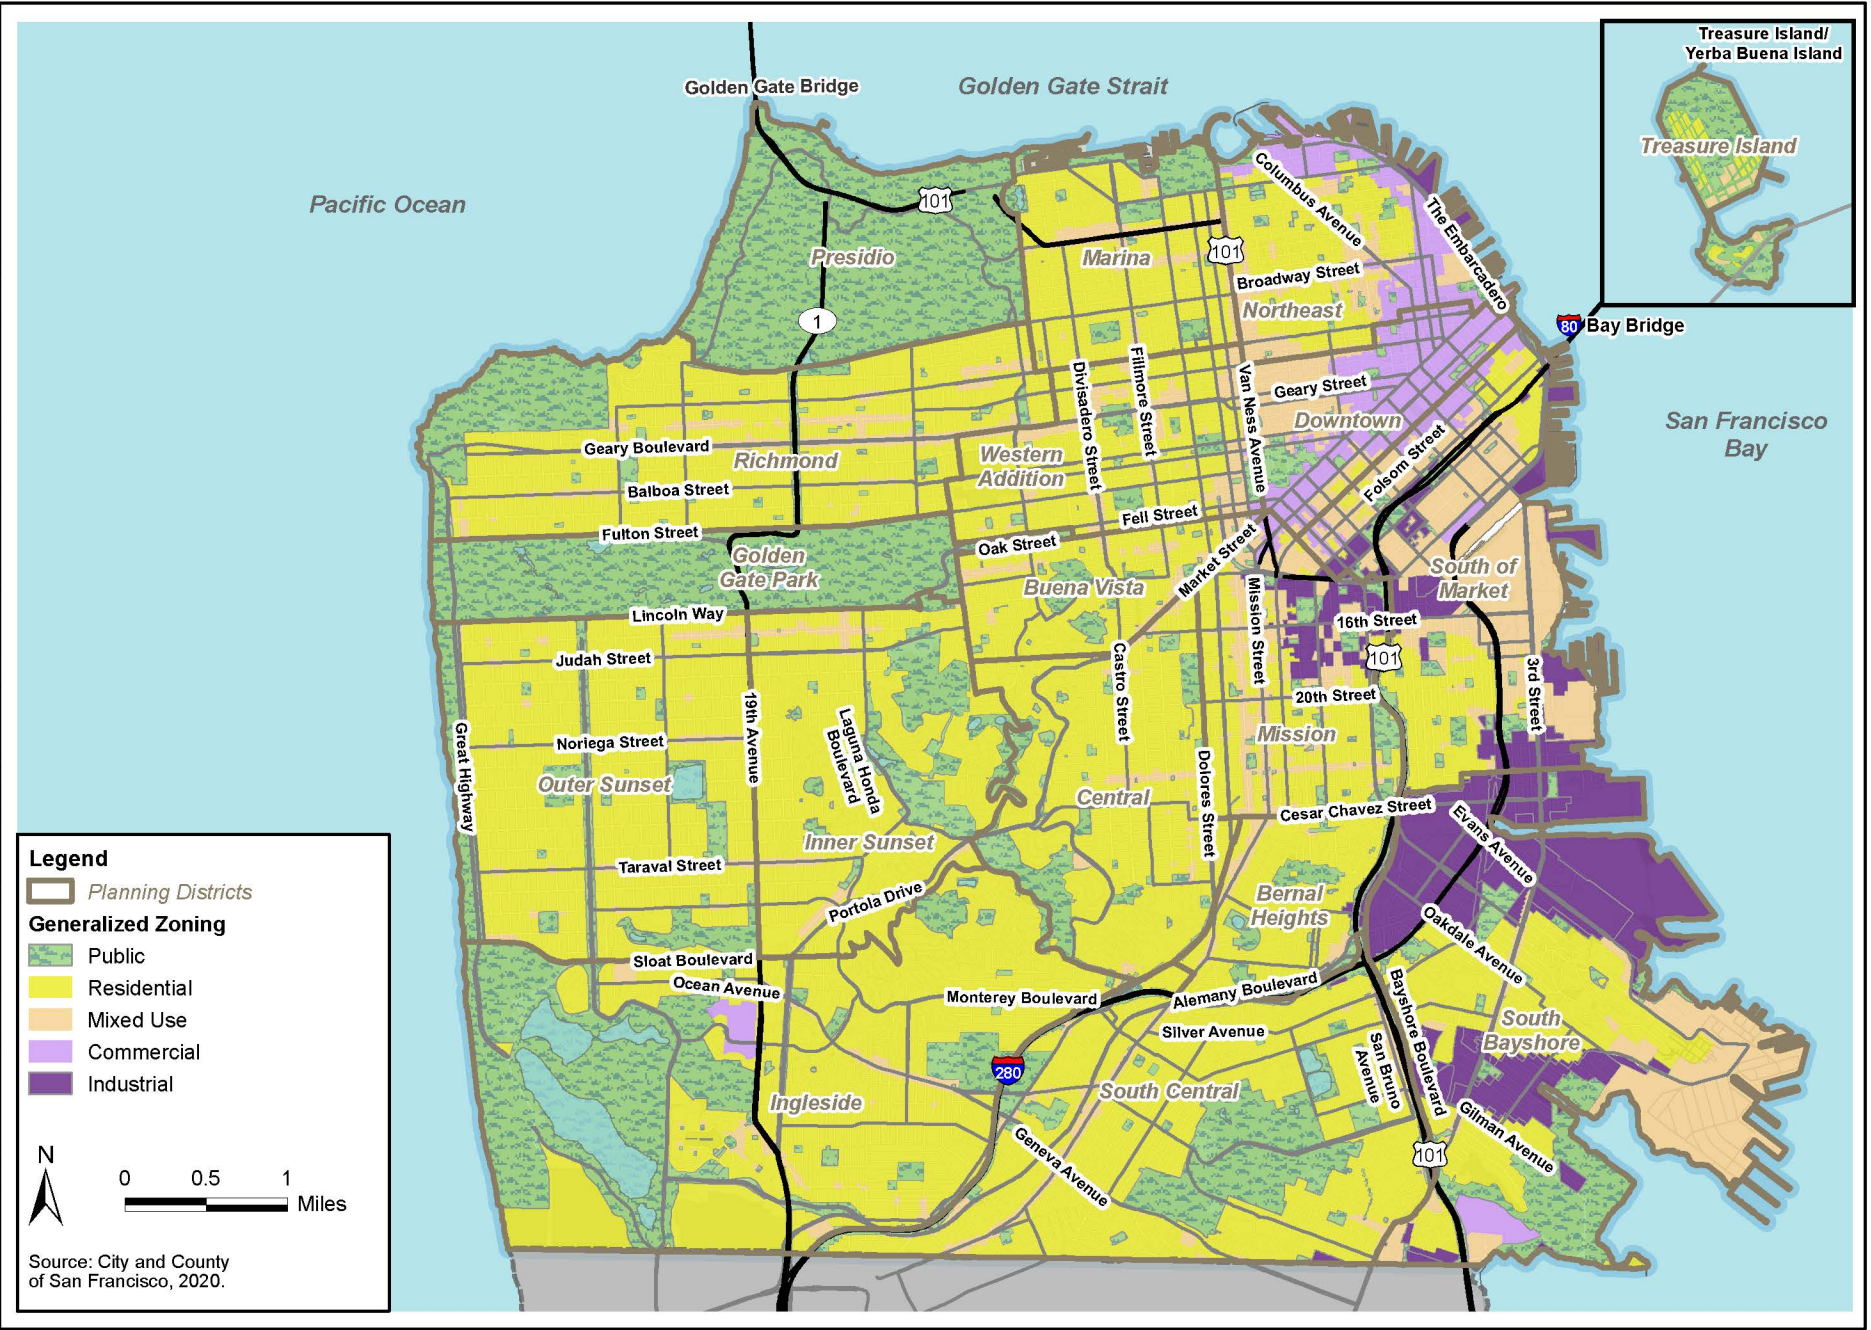 Treasure Island/
Yerba Buena Island
Treasure Island
Golden Gate Bridge
Golden Gate Strait
Pacific Ocean
101
Presidio
1
Marina
101
Columbus Avenue
The Embarcadero
Broadway Street
Northeast
80
Bay Bridge
San Francisco
Bay
Geary Street
Downtown
Divisadero Street
Fillmore Street
Van Ness Avenue
Folsom Street
Geary Boulevard
Richmond
Western
Addition
Balboa Street
Fulton Street
Fell Street
Oak Street
Market Street
Golden
Gate Park
Buena Vista
South of
Market
Lincoln Way
Mission Street
16th Street
101
Judah Street
Castro Street
3rd Street
20th Street
19th Avenue
Laguna Honda
Boulevard
Noriega Street
Great Highway
Outer Sunset
Mission
Dolores Street
Central
Cesar Chavez Street
Evans Avenue
Inner Sunset
Taraval Street
Portola Drive
Bernal
Heights
Oakdale Avenue
Sloat Boulevard
Ocean Avenue
Monterey Boulevard
Alemany Boulevard
Bayshore Boulevard
Silver Avenue
San Bruno
Avenue
South
Bayshore
280
South Central
Ingleside
Geneva Avenue
Gilman Avenue
101
Legend
Planning Districts
Generalized Zoning
Public
Residential
Mixed Use
Commercial
Industrial
N
0 0.5 1
Miles
Source: City and County
of San Francisco, 2020.